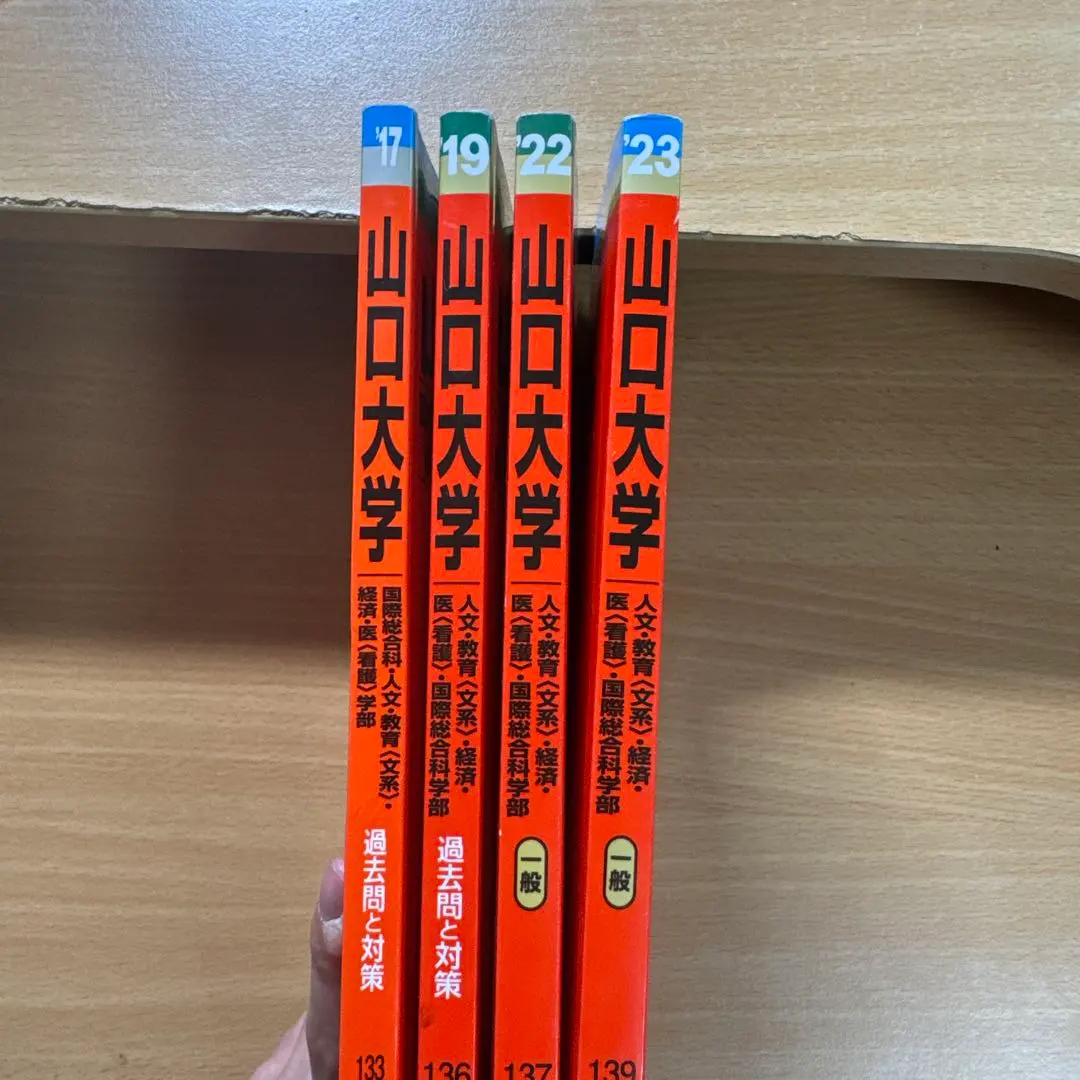 '17
山口大学
国際総合科・人文・教育〈文系〉・
経済・医〈看護〉学部
過去問と対策
133
'19
山口大学
人文・教育〈文系〉・経済・
医〈看護〉・国際総合科学部
過去問と対策
136
'22
山口大学
人文・教育〈文系〉・経済・
医〈看護〉・国際総合科学部
一般
137
'23
山口大学
人文・教育〈文系〉・経済・
医〈看護〉・国際総合科学部
一般
139